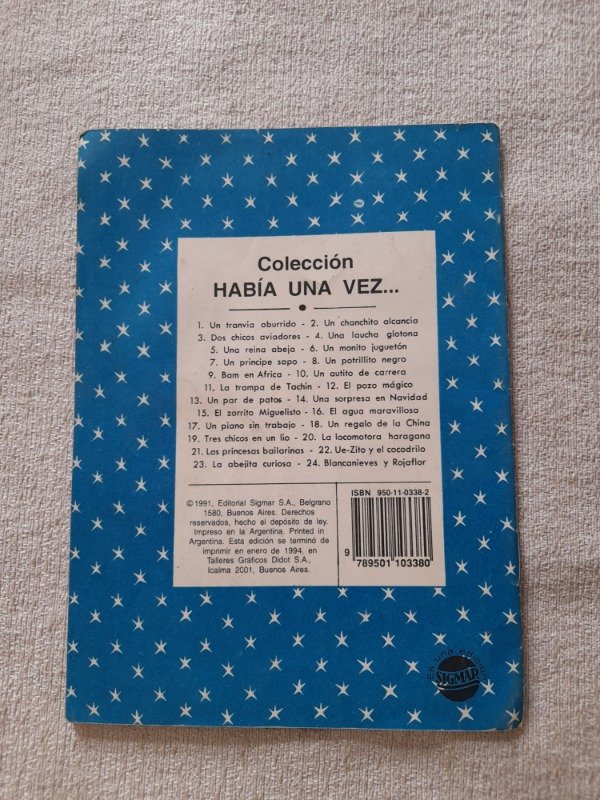 Colección
HABÍA UNA VEZ...
1. Un tranvía aburrido - 2. Un chanchito alcancía
3. Dos chicos aviadores - 4. Una laucha glotona
5. Una reina abeja - 6. Un monito juguetón
7. Un príncipe sapo - 8. Un potrillito negro
9. Bam en Africa - 10. Un autito de carrera
11. La trampa de Tachín - 12. El pozo mágico
13. Un par de patos - 14. Una sorpresa en Navidad
15. El zorrito Miguelisto - 16. El agua maravillosa
17. Un piano sin trabajo - 18. Un regalo de la China
19. Tres chicos en un lío - 20. La locomotora haragana
21. Las princesas bailarinas - 22. Ue-Zito y el cocodrilo
23. La abejita curiosa - 24. Blancanieves y Rojaflor
© 1991, Editorial Sigmar S.A., Belgrano
1580, Buenos Aires. Derechos
reservados, hecho el depósito de ley.
Impreso en la Argentina. Printed in
Argentina. Esta edición se terminó de
imprimir en enero de 1994, en
Talleres Gráficos Didot S.A.,
Icalma 2001, Buenos Aires.
ISBN 950-11-0338-2
9 789501 103380
Es una edición
SIGMAR